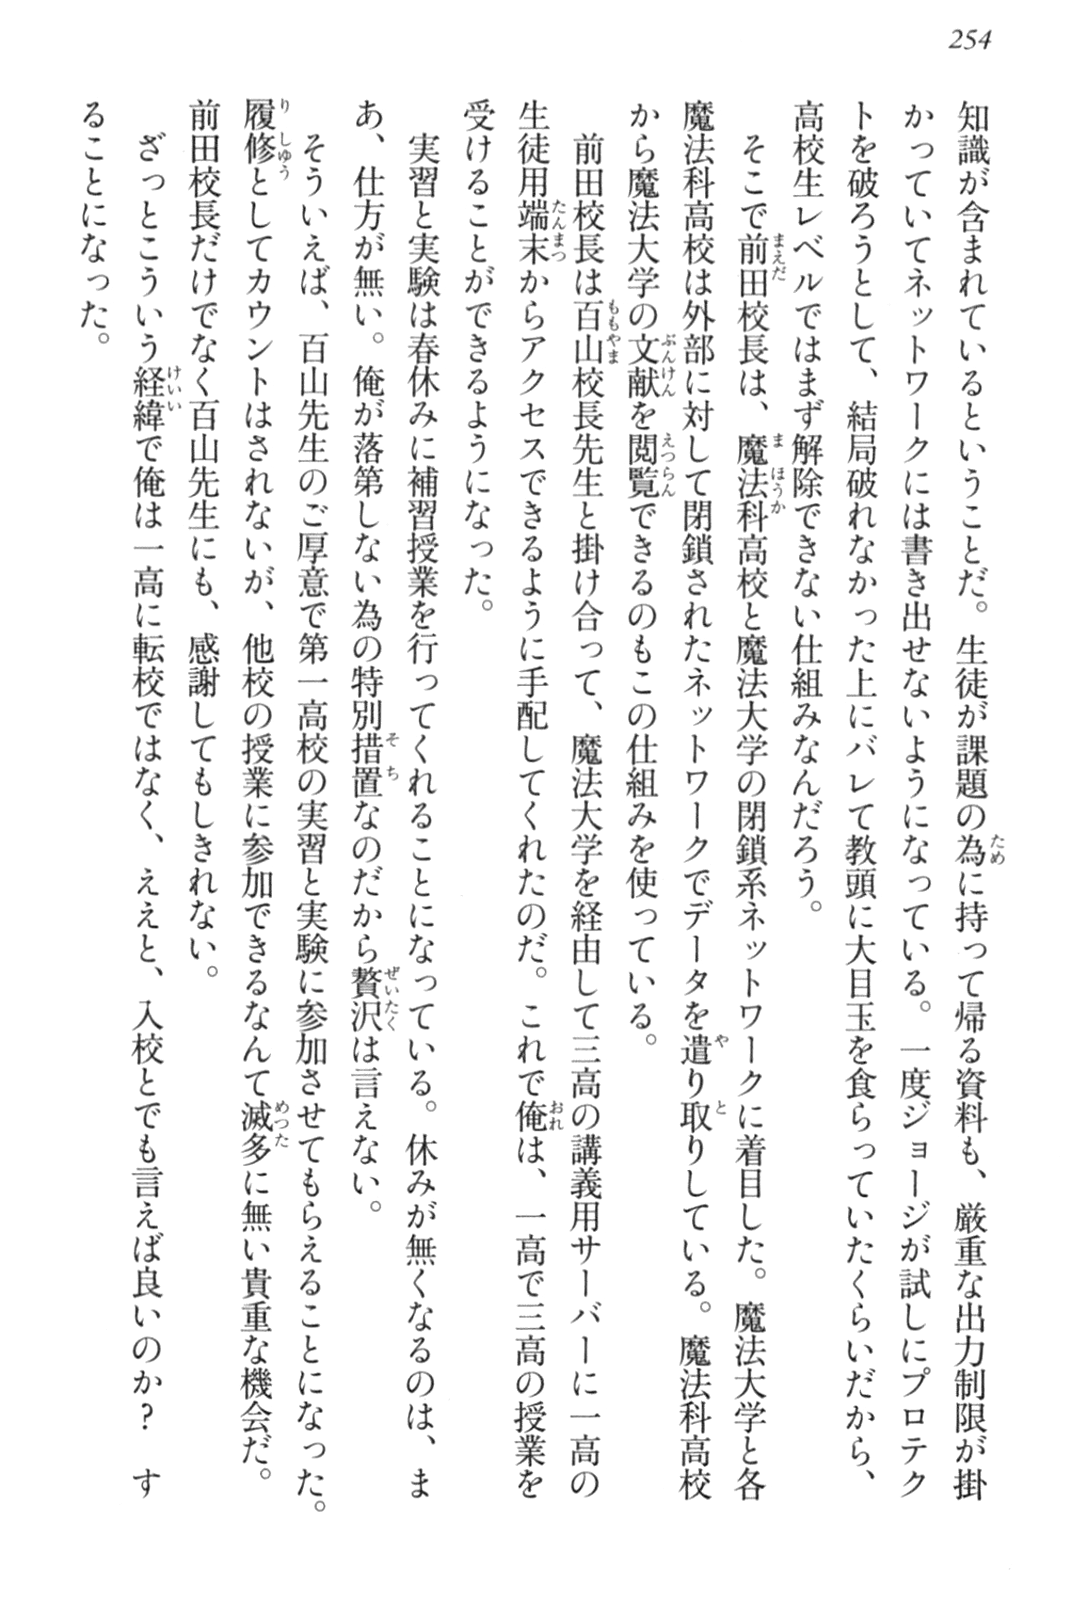 254
知識が含まれているということだ。生徒が課題の為に持って帰る資料も、厳重な出力制限が掛
かっていてネットワークには書き出せないようになっている。一度ジョージが試しにプロテク
トを破ろうとして、結局破れなかった上にバレて教頭に大目玉を食らっていたくらいだから、
高校生レベルではまず解除できない仕組みなんだろう。
そこで前田校長は、魔法科高校と魔法大学の閉鎖系ネットワークに着目した。魔法大学と各
魔法科高校は外部に対して閉鎖されたネットワークでデータを遣り取りしている。魔法科高校
から魔法大学の文献を閲覧できるのもこの仕組みを使っている。
前田校長は百山校長先生と掛け合って、魔法大学を経由して三高の講義用サーバーに一高の
生徒用端末からアクセスできるように手配してくれたのだ。これで俺は、一高で三高の授業を
受けることができるようになった。
実習と実験は春休みに補習授業を行ってくれることになっている。休みが無くなるのは、ま
あ、仕方が無い。俺が落第しない為の特別措置なのだから贅沢は言えない。
そういえば、百山先生のご厚意で第一高校の実習と実験に参加させてもらえることになった。
履修としてカウントはされないが、他校の授業に参加できるなんて滅多に無い貴重な機会だ。
前田校長だけでなく百山先生にも、感謝してもしきれない。
ざっとこういう経緯で俺は一高に転校ではなく、ええと、入校とでも言えば良いのか？　す
ることになった。